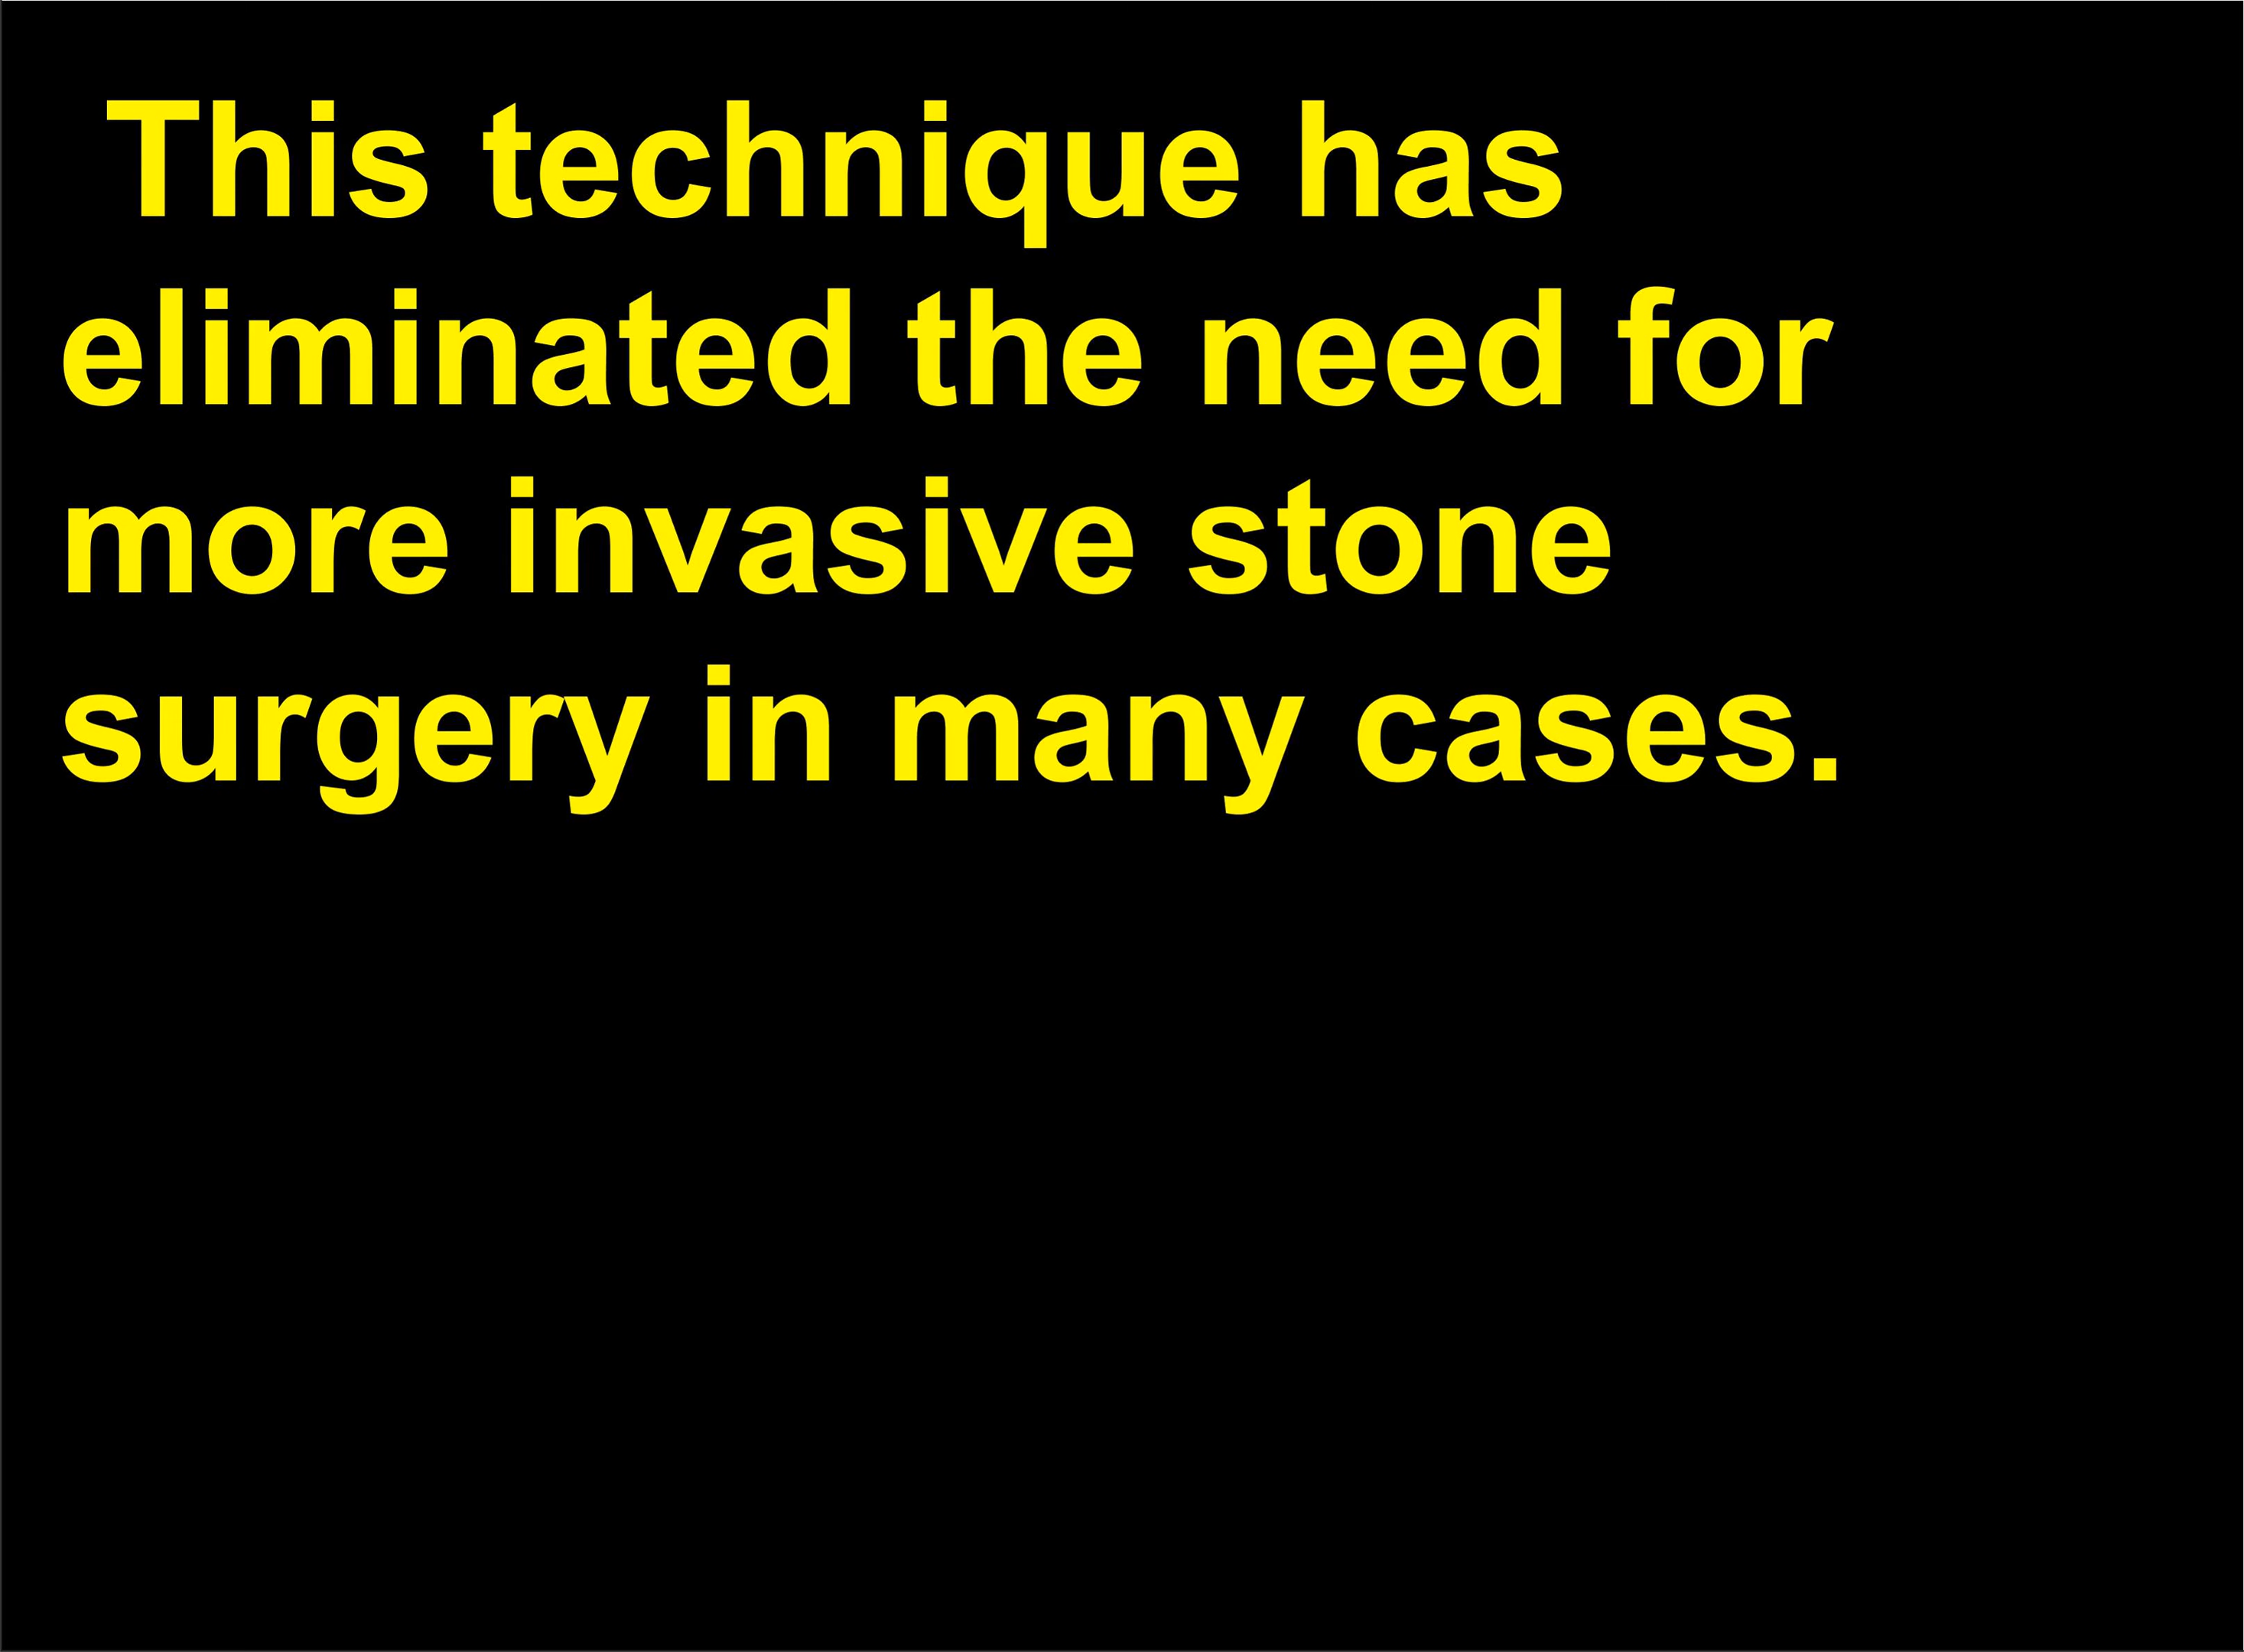 This technique has
eliminated the need for
more invasive stone
surgery in many cases.